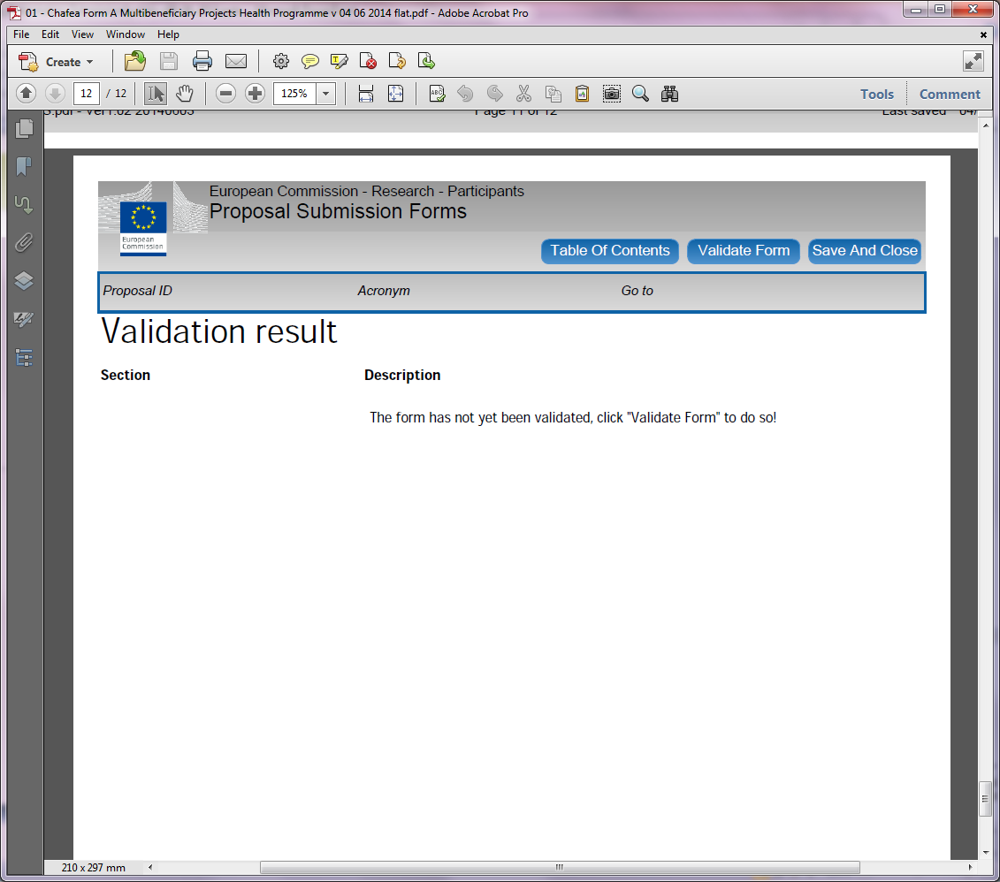 01 - Chafea Form A Multibeneficiary Projects Health Programme v 04 06 2014 flat.pdf - Adobe Acrobat Pro
File Edit View Window Help
Create
12 / 12 125% Tools Comment
S.pdf - Ver1.02 20140603 Page 11 of 12 Last saved 04/
European Commission - Research - Participants
Proposal Submission Forms
European
Commission
Table Of Contents Validate Form Save And Close
Proposal ID Acronym Go to
Validation result
Section Description
The form has not yet been validated, click "Validate Form" to do so!
210 x 297 mm